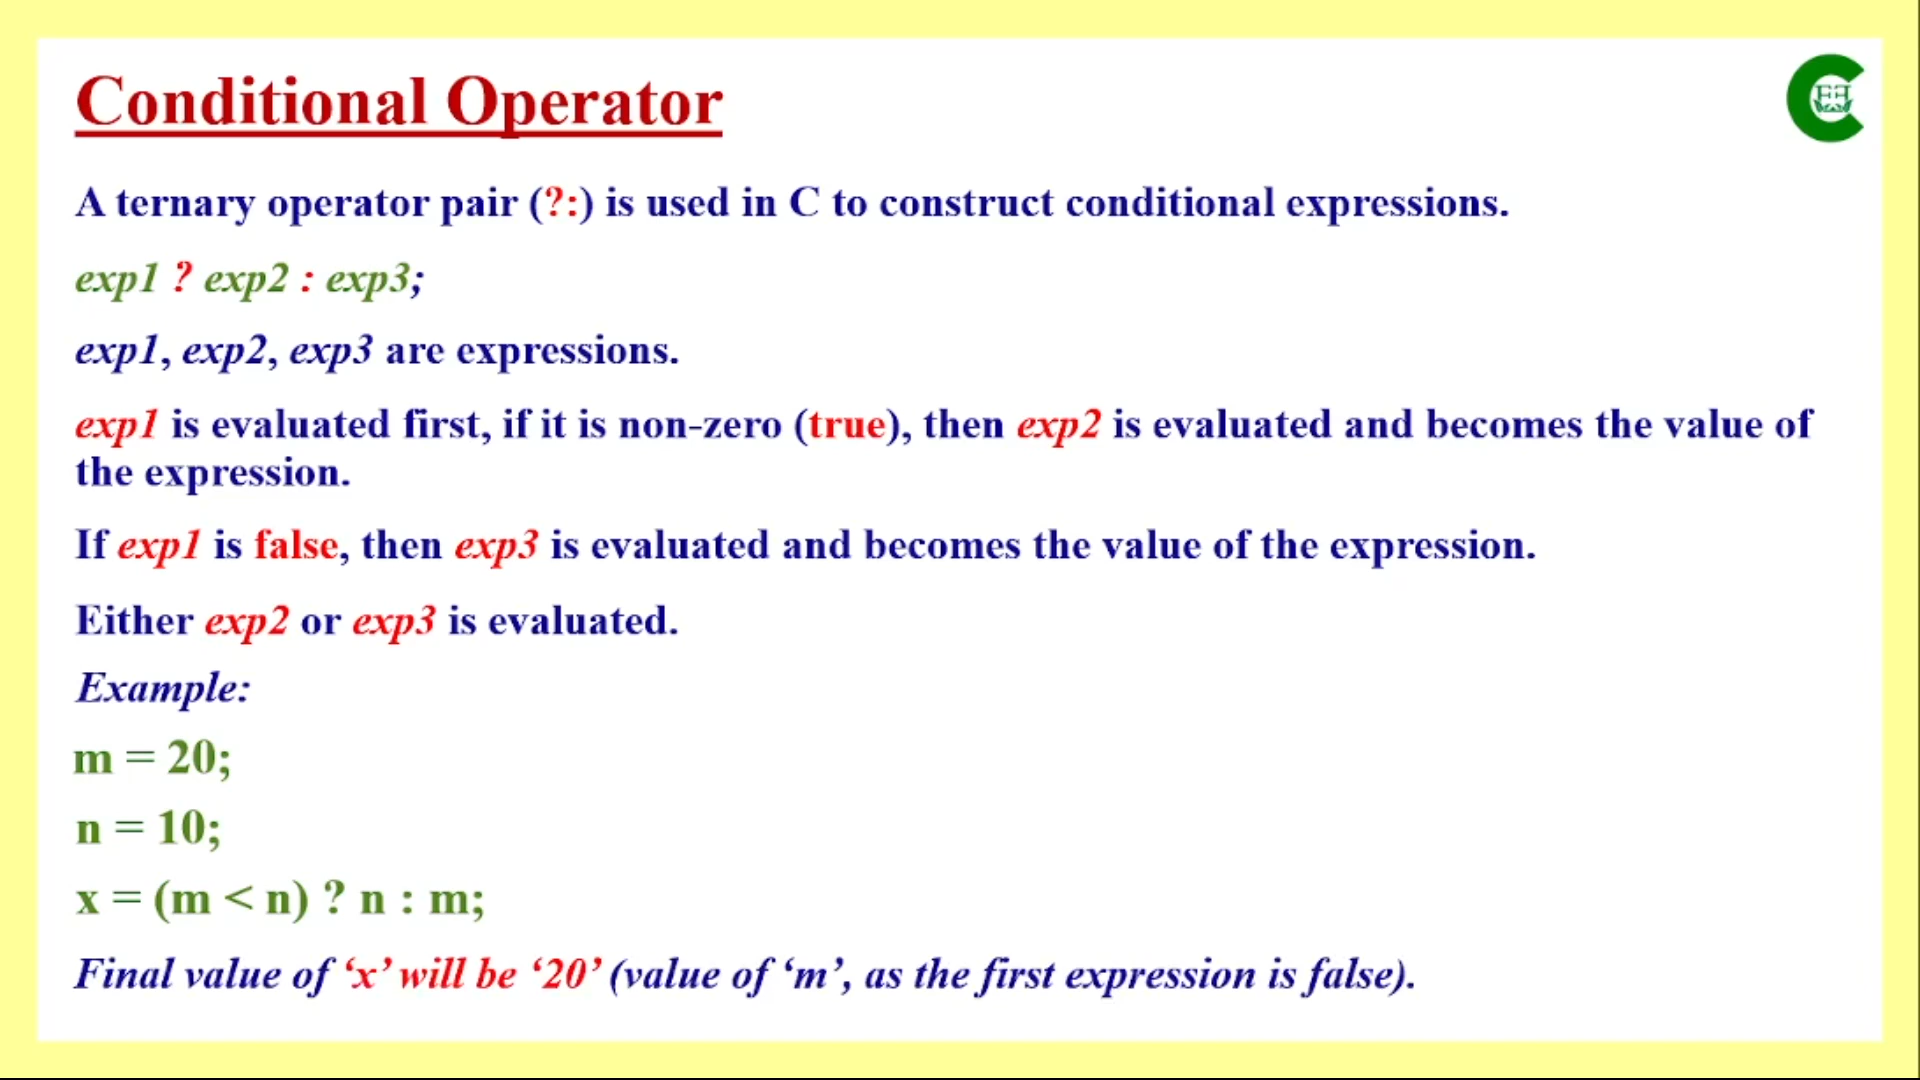 Conditional Operator
A ternary operator pair (?:) is used in C to construct conditional expressions.
exp1 ? exp2 : exp3;
exp1, exp2, exp3 are expressions.
exp1 is evaluated first, if it is non-zero (true), then exp2 is evaluated and becomes the value of
the expression.
If exp1 is false, then exp3 is evaluated and becomes the value of the expression.
Either exp2 or exp3 is evaluated.
Example:
m = 20;
n = 10;
x = (m < n) ? n : m;
Final value of ‘x’ will be ‘20’ (value of ‘m’, as the first expression is false).